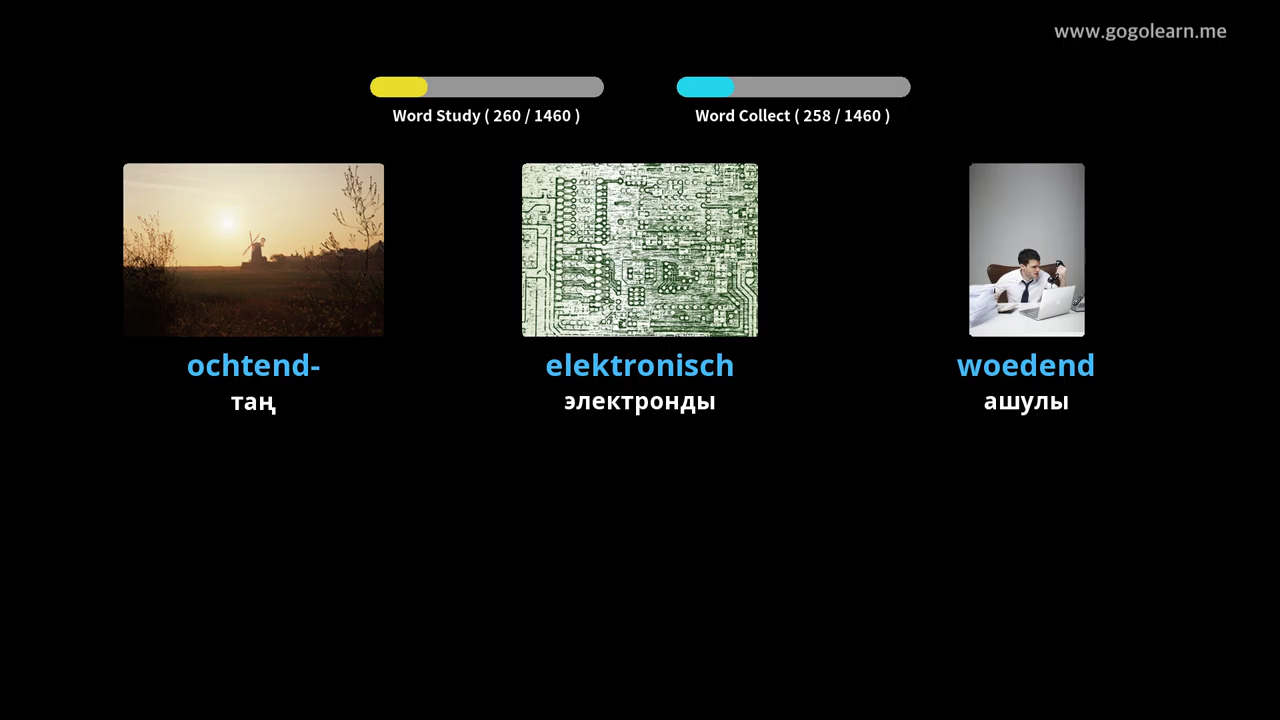 www.gogolearn.me
Word Study ( 260 / 1460 )
Word Collect ( 258 / 1460 )
ochtend-
таң
elektronisch
электронды
woedend
ашулы